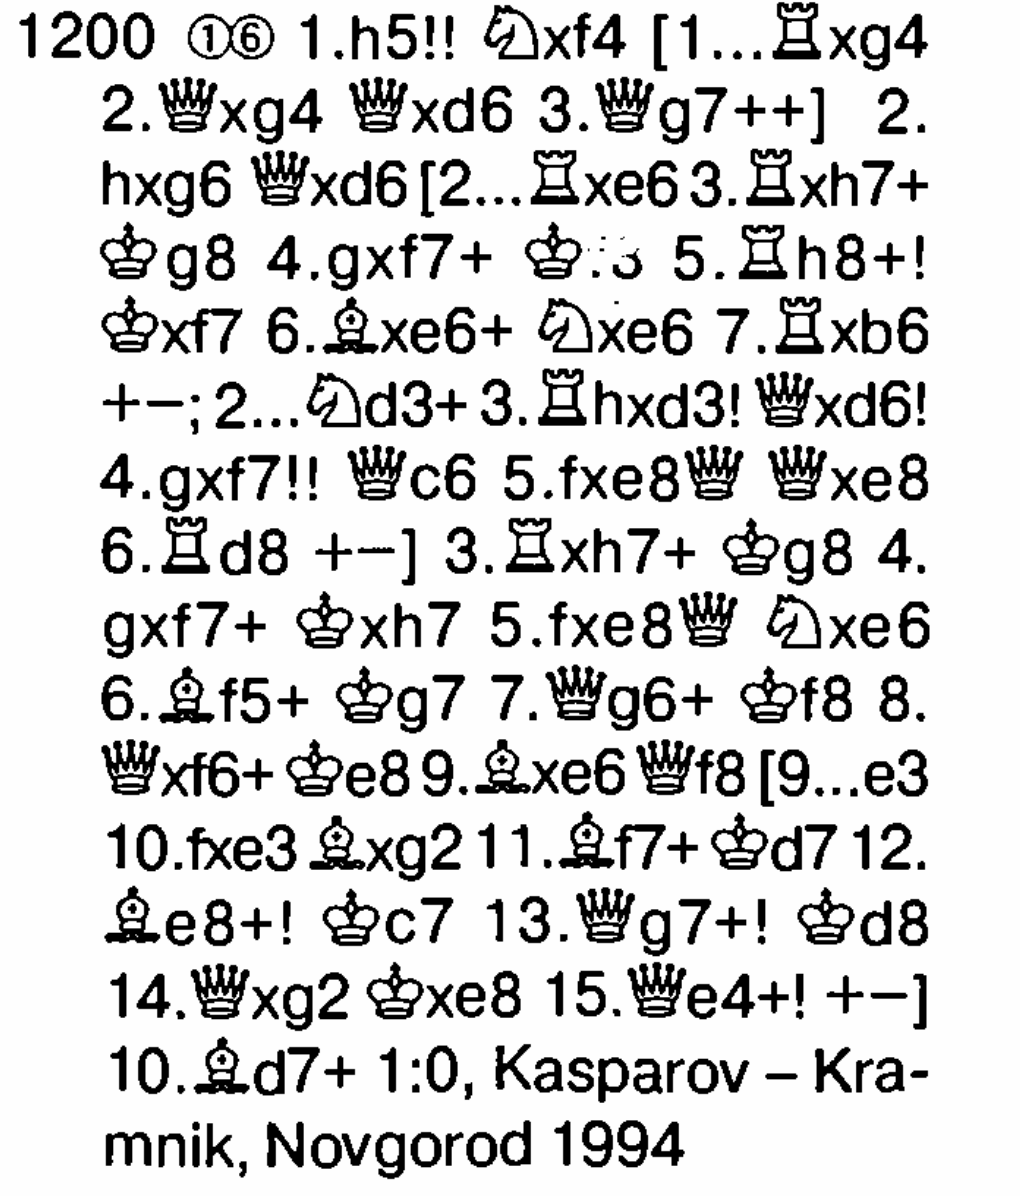 1200 ①⑥ 1.h5!! ♘xf4 [1...♖xg4
2.♕xg4 ♕xd6 3.♕g7++] 2.
hxg6 ♕xd6 [2...♖xe6 3.♖xh7+
♔g8 4.gxf7+ 5.♖h8+!
♔xf7 6.♗xe6+ ♘xe6 7.♖xb6
+−; 2...♘d3+ 3.♖hxd3! ♕xd6!
4.gxf7!! ♕c6 5.fxe8♕ ♕xe8
6.♖d8 +−] 3.♖xh7+ ♔g8 4.
gxf7+ ♔xh7 5.fxe8♕ ♘xe6
6.♗f5+ ♔g7 7.♕g6+ ♔f8 8.
♕xf6+ ♔e8 9.♗xe6 ♕f8 [9...e3
10.fxe3 ♗xg2 11.♗f7+ ♔d7 12.
♗e8+! ♔c7 13.♕g7+! ♔d8
14.♕xg2 ♔xe8 15.♕e4+! +−]
10.♗d7+ 1:0, Kasparov – Kra-
mnik, Novgorod 1994